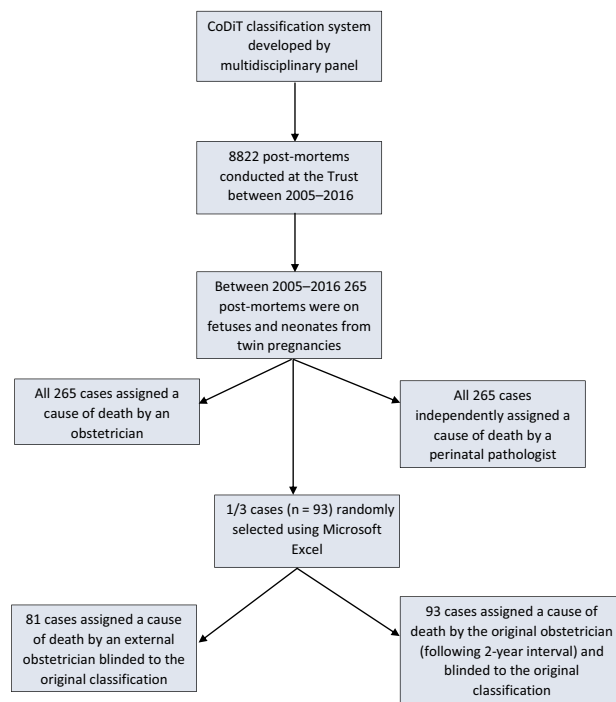 CoDiT classification system
developed by
multidisciplinary panel
8822 post-mortems
conducted at the Trust
between 2005–2016
Between 2005–2016 265
post-mortems were on
fetuses and neonates from
twin pregnancies
All 265 cases assigned a
cause of death by an
obstetrician
All 265 cases
independently assigned a
cause of death by a
perinatal pathologist
1/3 cases (n = 93) randomly
selected using Microsoft
Excel
81 cases assigned a cause
of death by an external
obstetrician blinded to the
original classification
93 cases assigned a cause of
death by the original obstetrician
(following 2-year interval) and
blinded to the original
classification